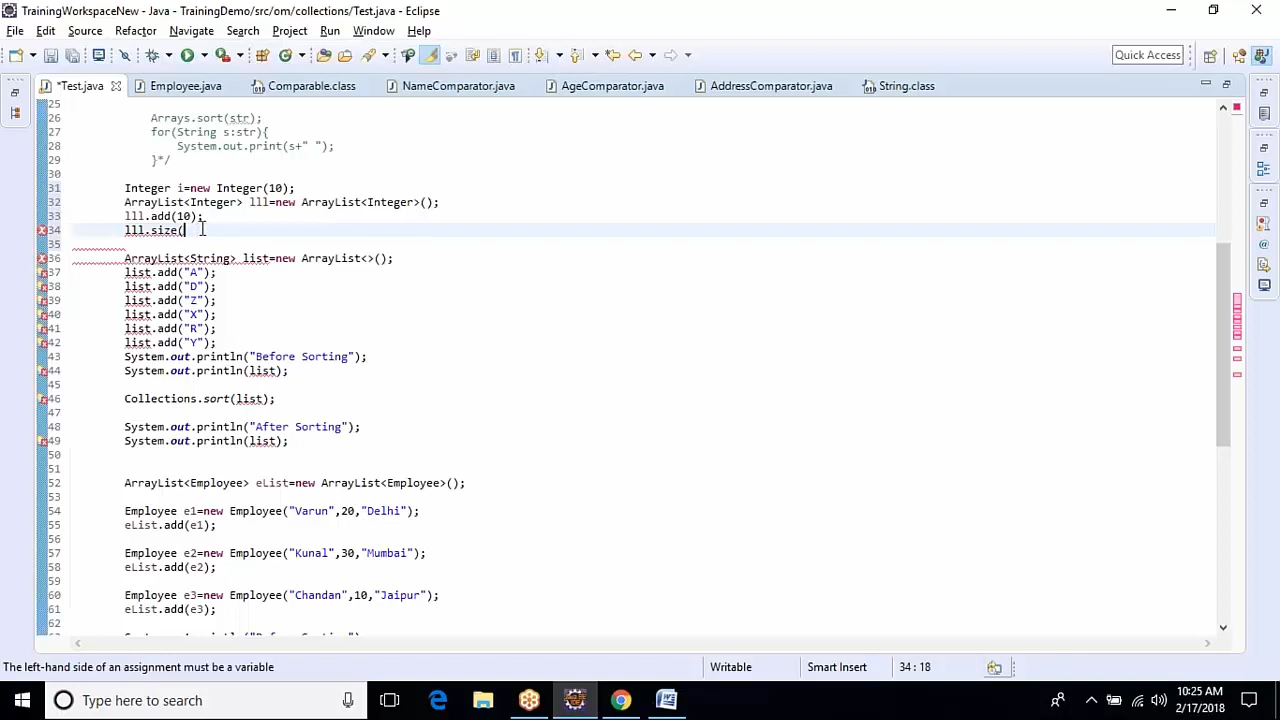 TrainingWorkspaceNew - Java - TrainingDemo/src/om/collections/Test.java - Eclipse
File Edit Source Refactor Navigate Search Project Run Window Help
Quick Access
*Test.java Employee.java Comparable.class NameComparator.java AgeComparator.java AddressComparator.java String.class
25
26 Arrays.sort(str);
27 for(String s:str){
28 System.out.print(s+" ");
29 }*/
30
31 Integer i=new Integer(10);
32 ArrayList<Integer> lll=new ArrayList<Integer>();
33 lll.add(10);
34 lll.size(
35
36 ArrayList<String> list=new ArrayList<>();
37 list.add("A");
38 list.add("D");
39 list.add("Z");
40 list.add("X");
41 list.add("R");
42 list.add("Y");
43 System.out.println("Before Sorting");
44 System.out.println(list);
45
46 Collections.sort(list);
47
48 System.out.println("After Sorting");
49 System.out.println(list);
50
51
52 ArrayList<Employee> eList=new ArrayList<Employee>();
53
54 Employee e1=new Employee("Varun",20,"Delhi");
55 eList.add(e1);
56
57 Employee e2=new Employee("Kunal",30,"Mumbai");
58 eList.add(e2);
59
60 Employee e3=new Employee("Chandan",10,"Jaipur");
61 eList.add(e3);
62
The left-hand side of an assignment must be a variable Writable Smart Insert 34 : 18
Type here to search
10:25 AM
2/17/2018